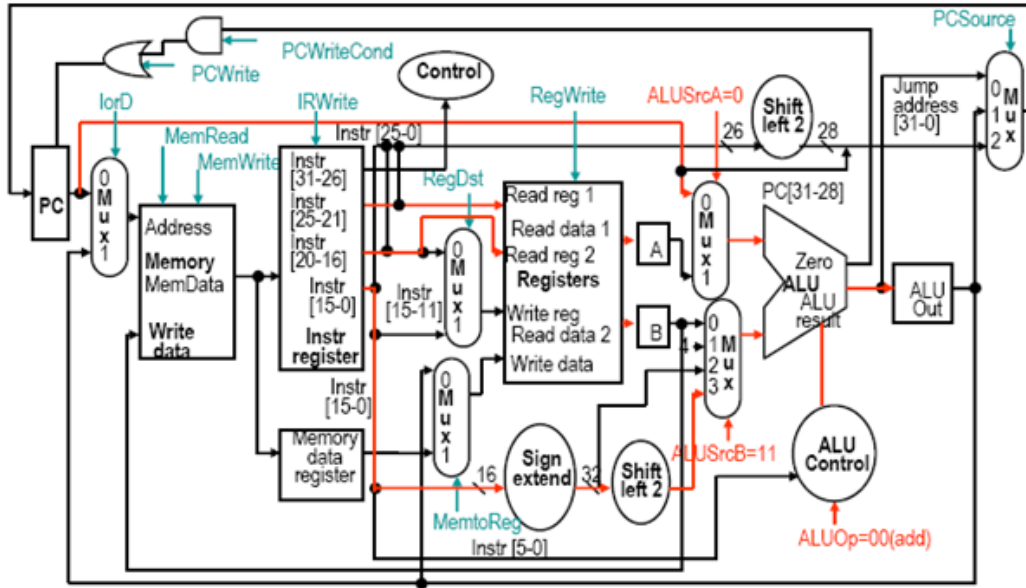 PCSource
PCWriteCond
PCWrite
Control
IorD
IRWrite
RegWrite
ALUSrcA=0
Shift
left 2
Jump
address
[31-0]
0
1
2
M
u
x
MemRead
MemWrite
Instr [25-0]
26
28
PC
0
M
u
x
1
Address
Memory
MemData
Write
data
Instr
[31-26]
Instr
[25-21]
Instr
[20-16]
Instr
[15-0]
Instr
register
RegDst
0
M
u
x
1
Instr
[15-11]
Read reg 1
Read data 1
Read reg 2
Registers
Write reg
Read data 2
Write data
A
B
0
M
u
x
1
PC[31-28]
Zero
ALU
ALU
result
ALU
Out
4
0
1
2
3
M
u
x
Instr
[15-0]
0
M
u
x
1
Memory
data
register
16
Sign
extend
32
Shift
left 2
ALUSrcB=11
ALU
Control
MemtoReg
Instr [5-0]
ALUOp=00(add)